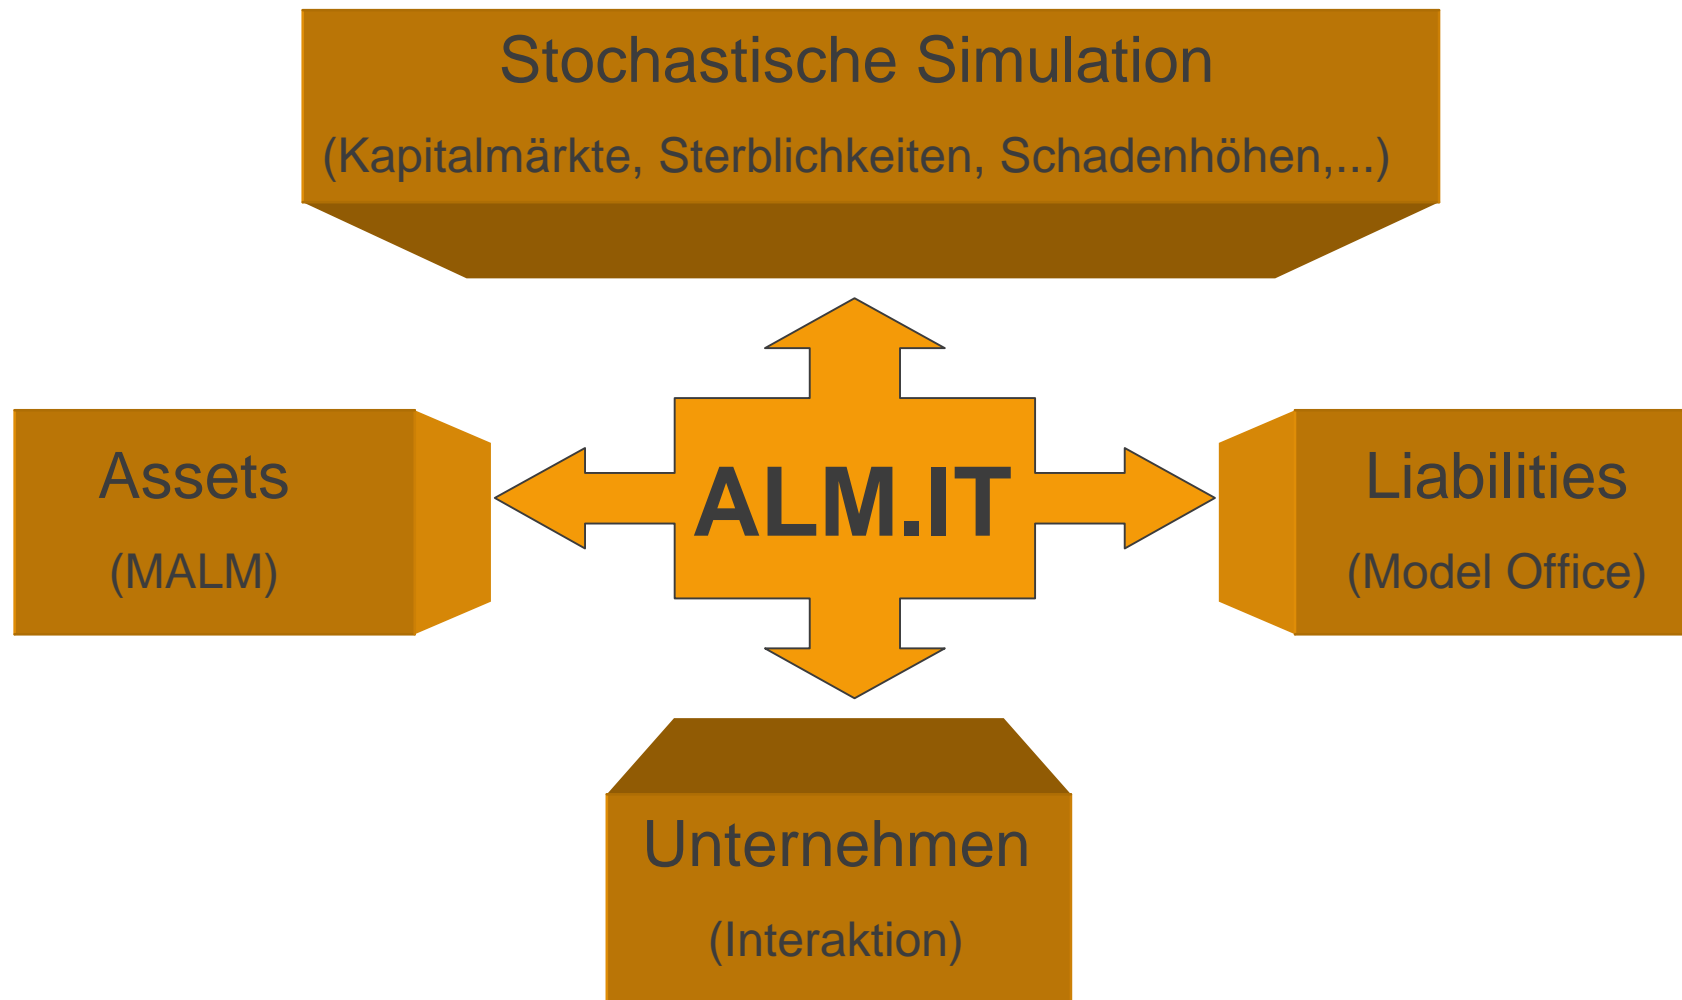 Stochastische Simulation
(Kapitalmärkte, Sterblichkeiten, Schadenhöhen,...)
Assets
(MALM)
ALM.IT
Liabilities
(Model Office)
Unternehmen
(Interaktion)